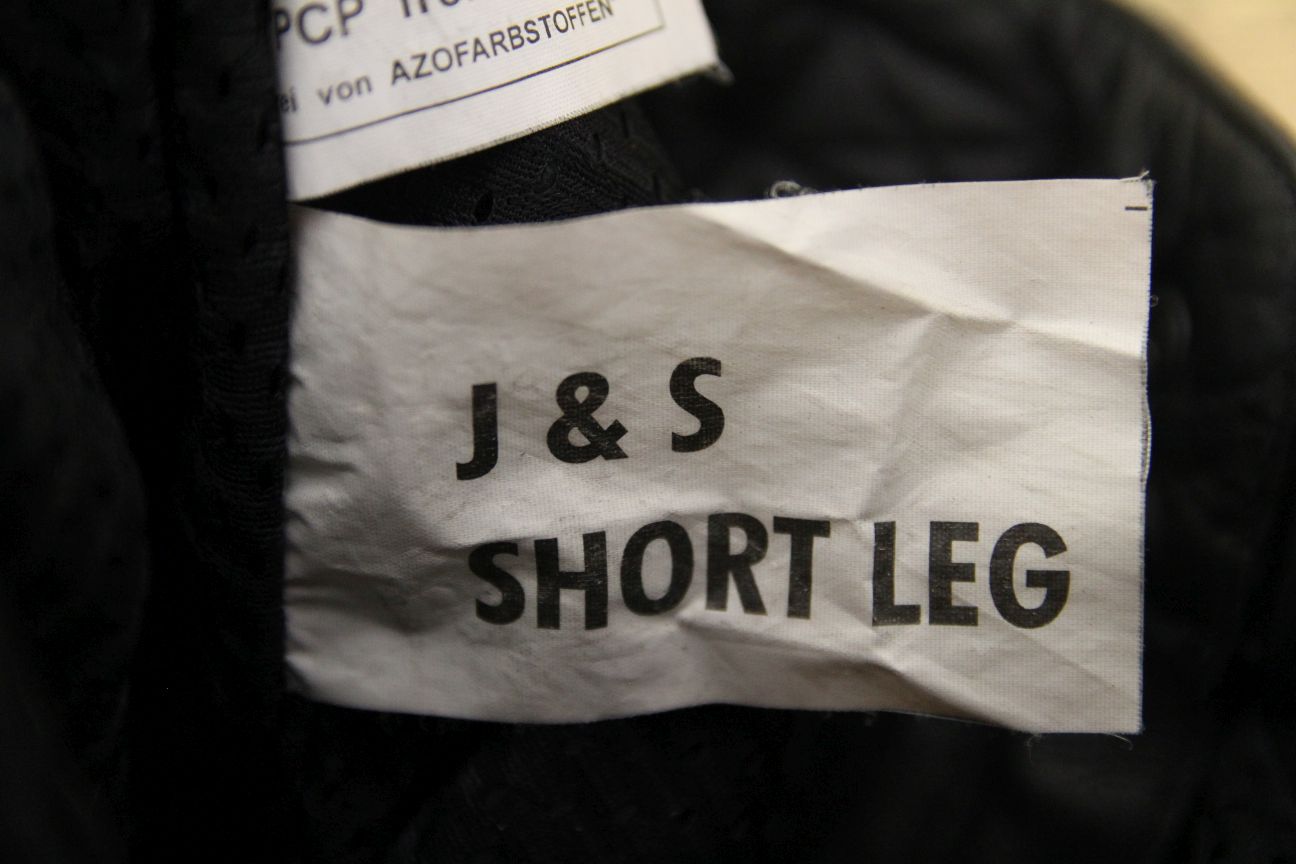 PCP
von AZOFARBSTOFFEN"
J & S
SHORT LEG